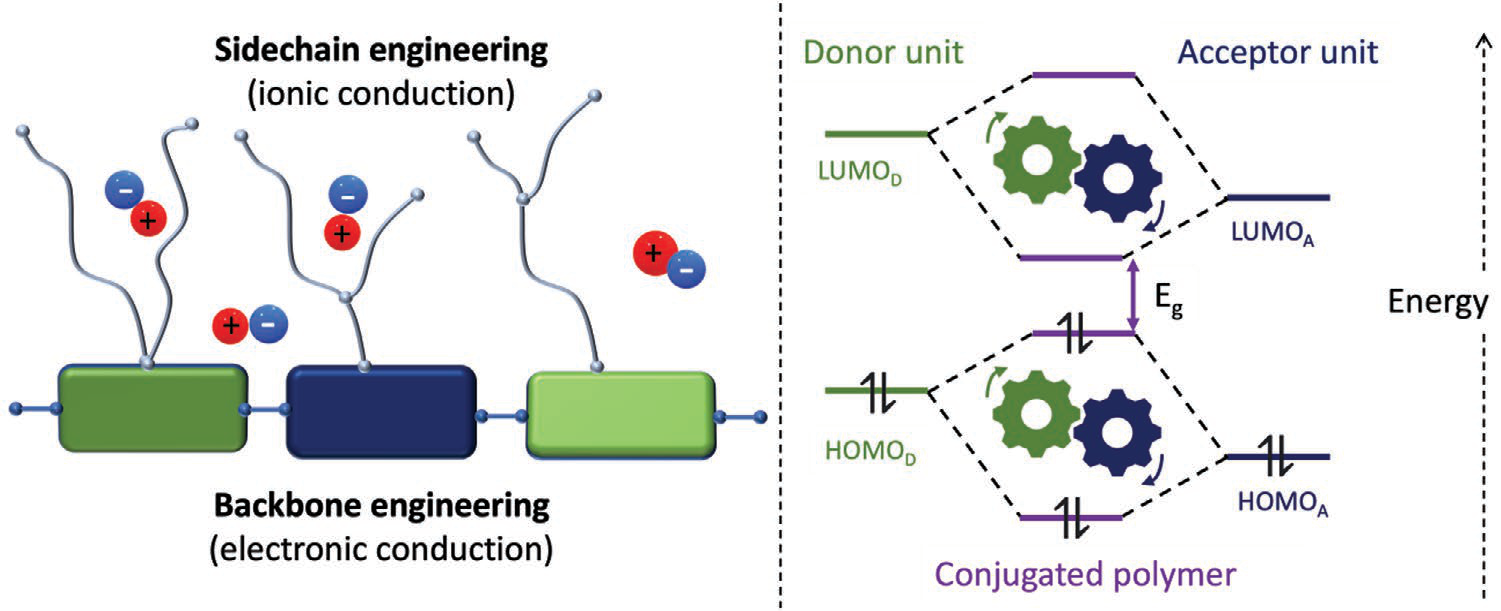 Sidechain engineering
(ionic conduction)
-
+
-
+
+
-
+
-
Backbone engineering
(electronic conduction)
Donor unit
Acceptor unit
LUMO_D
LUMO_A
E_g
Energy
HOMO_D
HOMO_A
Conjugated polymer